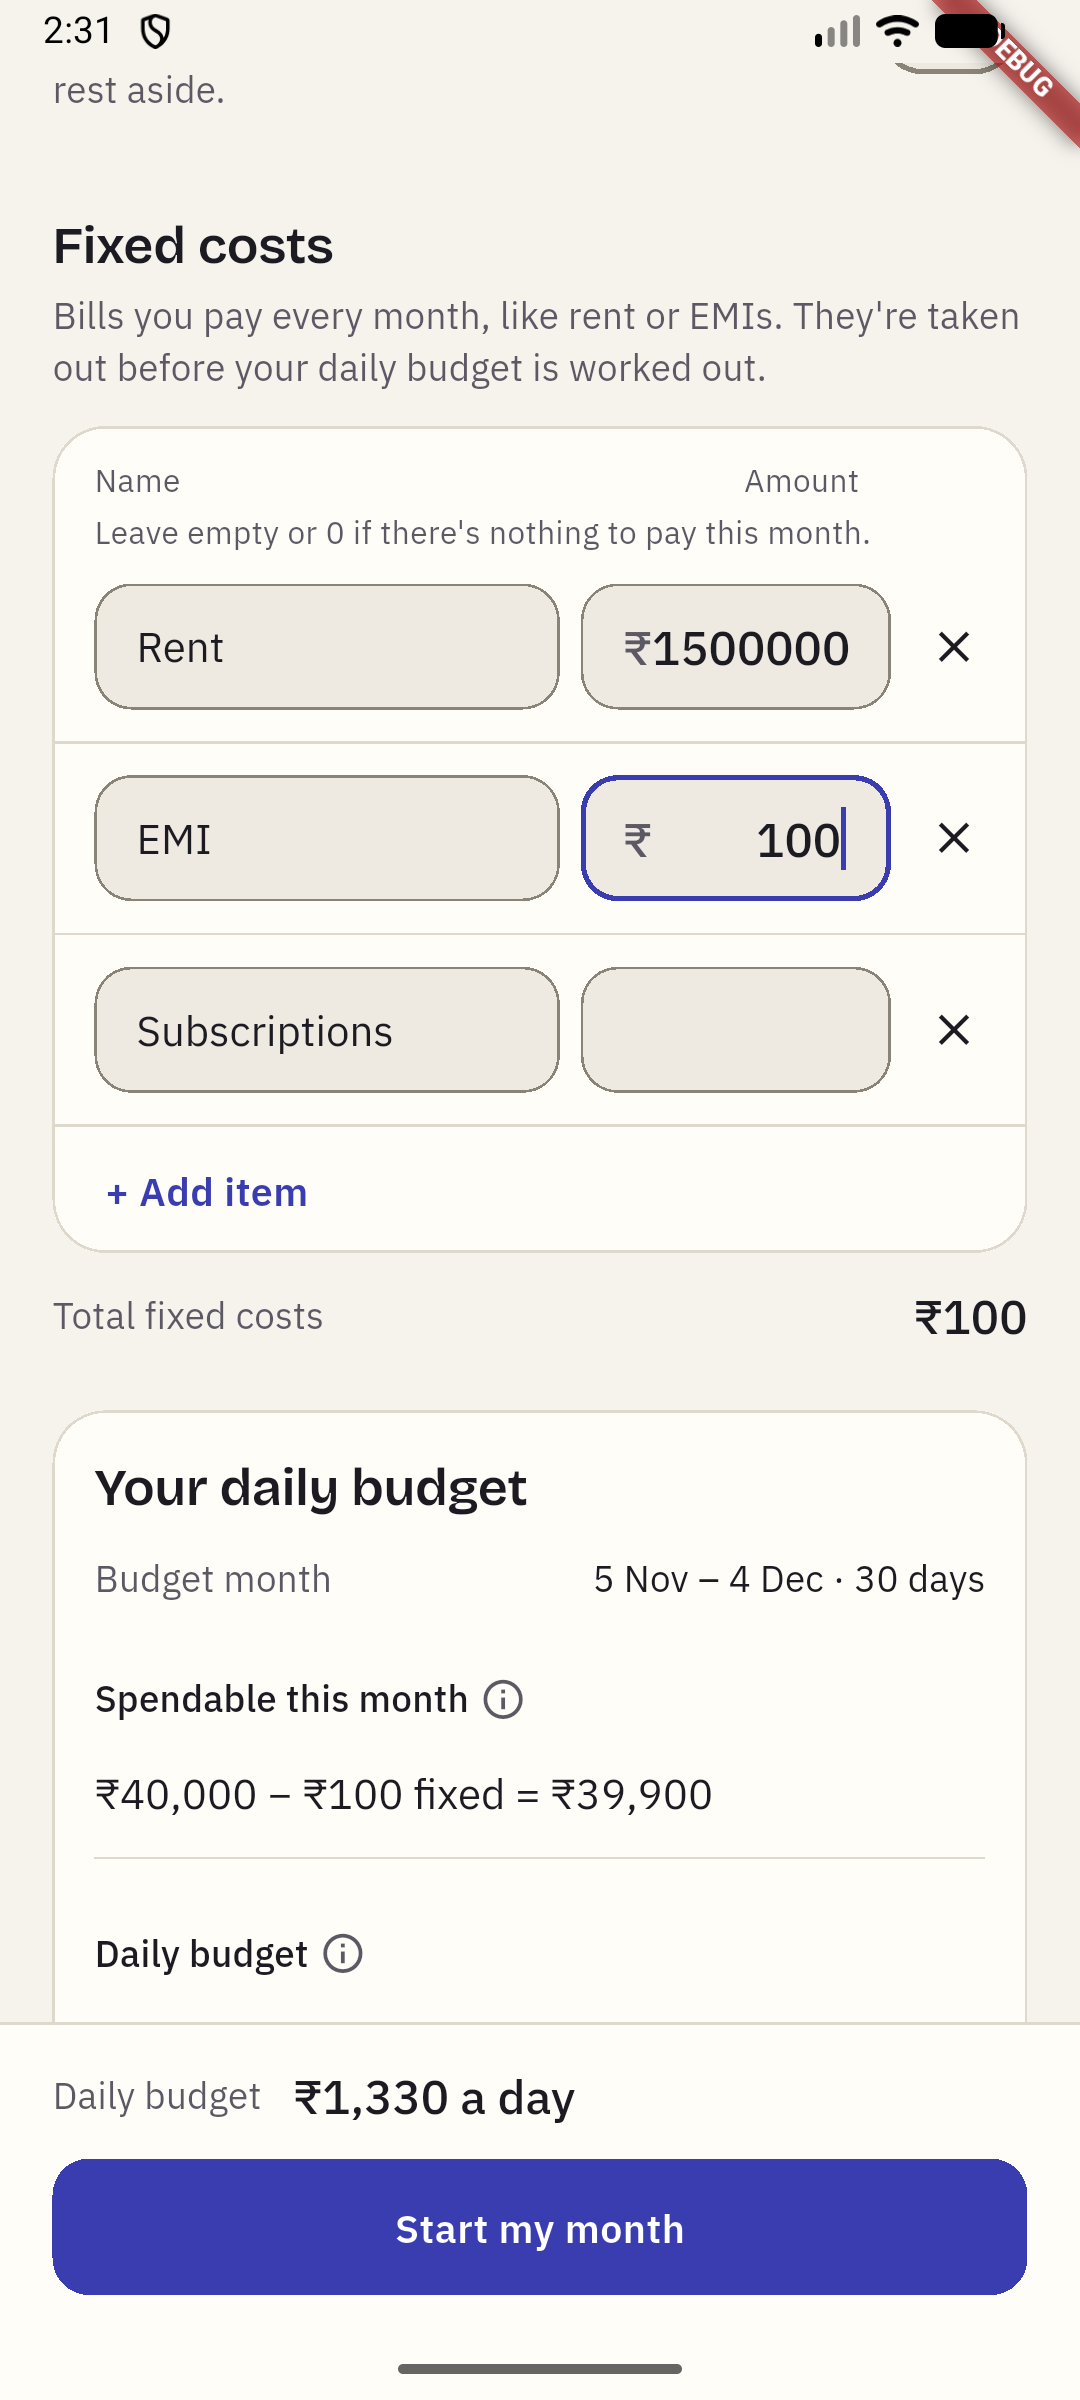 2:31
EBUG
rest aside.
Fixed costs
Bills you pay every month, like rent or EMIs. They're taken
out before your daily budget is worked out.
Name Amount
Leave empty or 0 if there's nothing to pay this month.
Rent ₹1500000
EMI ₹ 100
Subscriptions
+ Add item
Total fixed costs ₹100
Your daily budget
Budget month 5 Nov – 4 Dec · 30 days
Spendable this month
₹40,000 – ₹100 fixed = ₹39,900
Daily budget
Daily budget ₹1,330 a day
Start my month